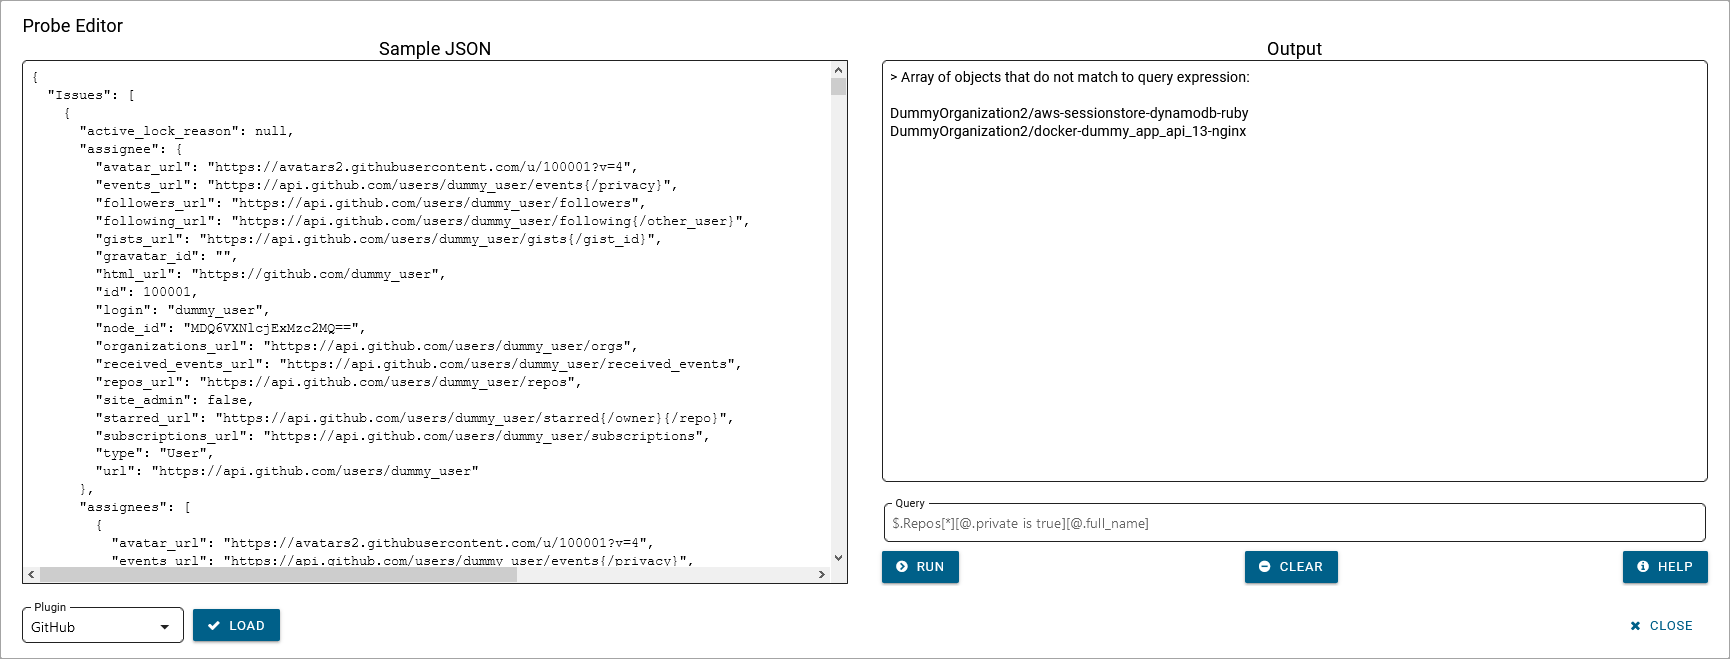 Probe Editor
Sample JSON
{
"Issues": [
{
"active_lock_reason": null,
"assignee": {
"avatar_url": "https://avatars2.githubusercontent.com/u/100001?v=4",
"events_url": "https://api.github.com/users/dummy_user/events{/privacy}",
"followers_url": "https://api.github.com/users/dummy_user/followers",
"following_url": "https://api.github.com/users/dummy_user/following{/other_user}",
"gists_url": "https://api.github.com/users/dummy_user/gists{/gist_id}",
"gravatar_id": "",
"html_url": "https://github.com/dummy_user",
"id": 100001,
"login": "dummy_user",
"node_id": "MDQ6VXNlcjExMzc2MQ==",
"organizations_url": "https://api.github.com/users/dummy_user/orgs",
"received_events_url": "https://api.github.com/users/dummy_user/received_events",
"repos_url": "https://api.github.com/users/dummy_user/repos",
"site_admin": false,
"starred_url": "https://api.github.com/users/dummy_user/starred{/owner}{/repo}",
"subscriptions_url": "https://api.github.com/users/dummy_user/subscriptions",
"type": "User",
"url": "https://api.github.com/users/dummy_user"
},
"assignees": [
{
"avatar_url": "https://avatars2.githubusercontent.com/u/100001?v=4",
"events_url": "https://api.github.com/users/dummy_user/events{/privacy}",
Plugin
GitHub
LOAD
Output
> Array of objects that do not match to query expression:
DummyOrganization2/aws-sessionstore-dynamodb-ruby
DummyOrganization2/docker-dummy_app_api_13-nginx
Query
$.Repos[*][@.private is true][@.full_name]
RUN
CLEAR
HELP
CLOSE